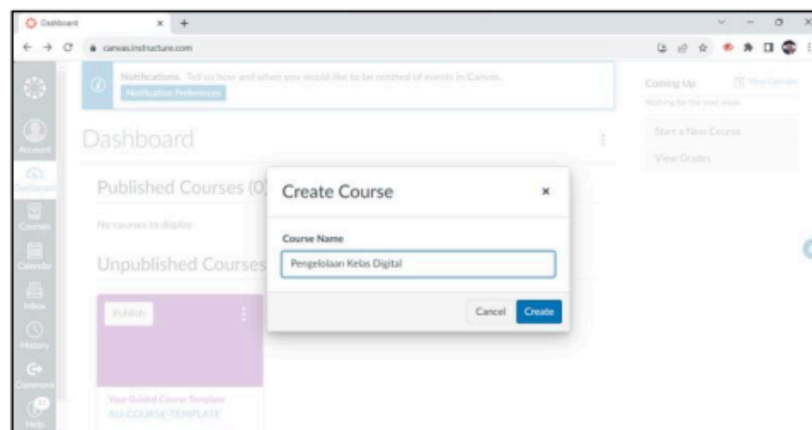 Dashboard
canvas.instructure.com
Notifications. Tell us how and when you would like to be notified of events in Canvas.
Notification Preferences
Coming Up
View Calendar
Nothing for the next week
Start a New Course
View Grades
Account
Dashboard
Courses
Calendar
Inbox
History
Commons
Help
Dashboard
Published Courses (0)
No courses to display
Unpublished Courses
Publish
Your Guided Course Template
AU-COURSE-TEMPLATE
Create Course
Course Name
Pengelolaan Kelas Digital
Cancel
Create